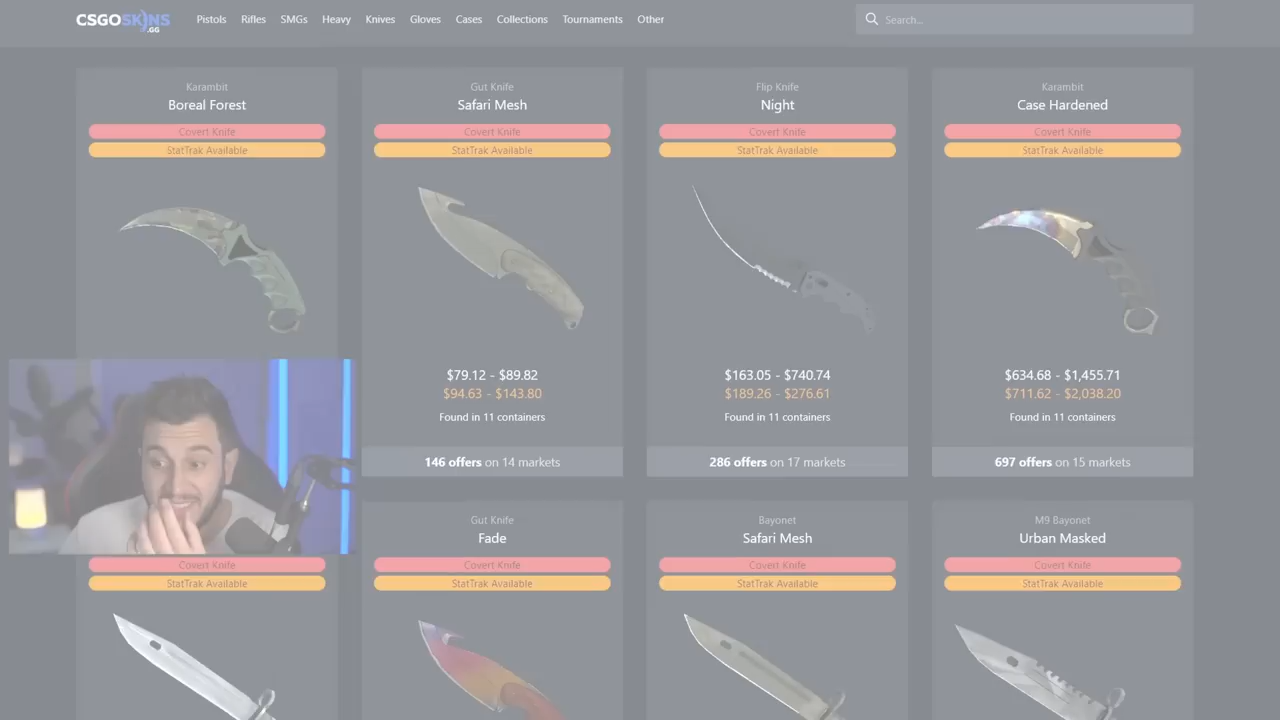 CSGOSKINS
.GG
Pistols Rifles SMGs Heavy Knives Gloves Cases Collections Tournaments Other
Search...
Karambit
Boreal Forest
Covert Knife
StatTrak Available
Gut Knife
Safari Mesh
Covert Knife
StatTrak Available
$79.12 - $89.82
$94.63 - $143.80
Found in 11 containers
146 offers on 14 markets
Flip Knife
Night
Covert Knife
StatTrak Available
$163.05 - $740.74
$189.26 - $276.61
Found in 11 containers
286 offers on 17 markets
Karambit
Case Hardened
Covert Knife
StatTrak Available
$634.68 - $1,455.71
$711.62 - $2,038.20
Found in 11 containers
697 offers on 15 markets
Covert Knife
StatTrak Available
Gut Knife
Fade
Covert Knife
StatTrak Available
Bayonet
Safari Mesh
Covert Knife
StatTrak Available
M9 Bayonet
Urban Masked
Covert Knife
StatTrak Available